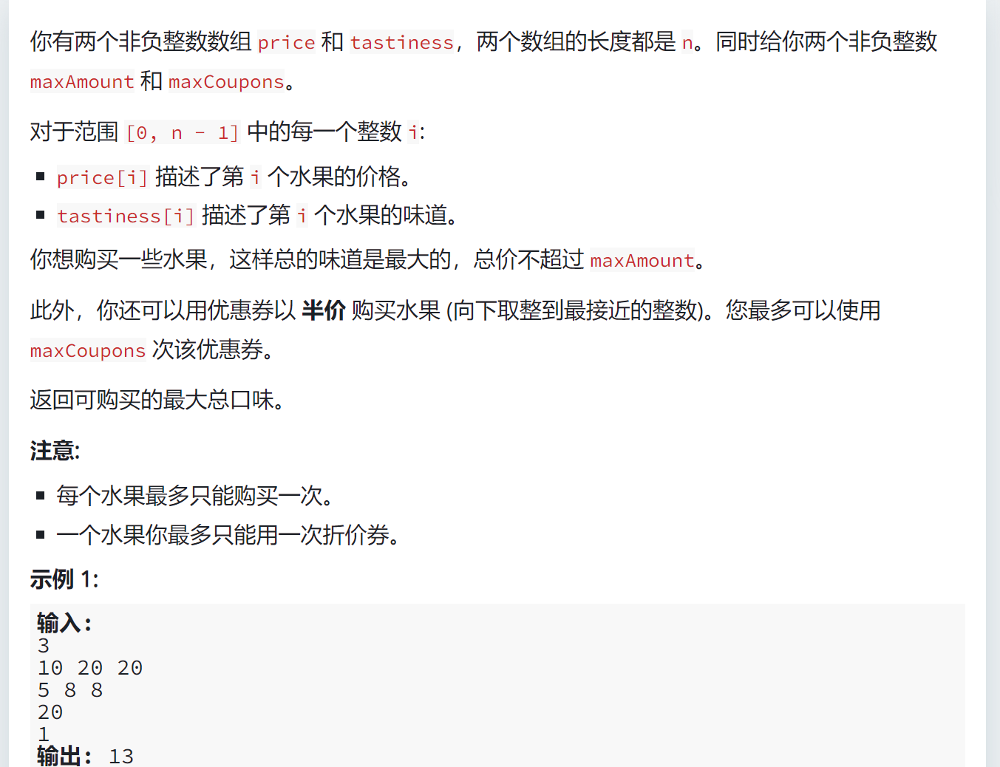 你有两个非负整数数组 price 和 tastiness，两个数组的长度都是 n。同时给你两个非负整数
maxAmount 和 maxCoupons。
对于范围 [0, n - 1] 中的每一个整数 i:
▪ price[i] 描述了第 i 个水果的价格。
▪ tastiness[i] 描述了第 i 个水果的味道。
你想购买一些水果，这样总的味道是最大的，总价不超过 maxAmount。
此外，你还可以用优惠券以 半价 购买水果 (向下取整到最接近的整数)。您最多可以使用
maxCoupons 次该优惠券。
返回可购买的最大总口味。
注意:
▪ 每个水果最多只能购买一次。
▪ 一个水果你最多只能用一次折价券。
示例 1:
输入：
3
10 20 20
5 8 8
20
1
输出： 13